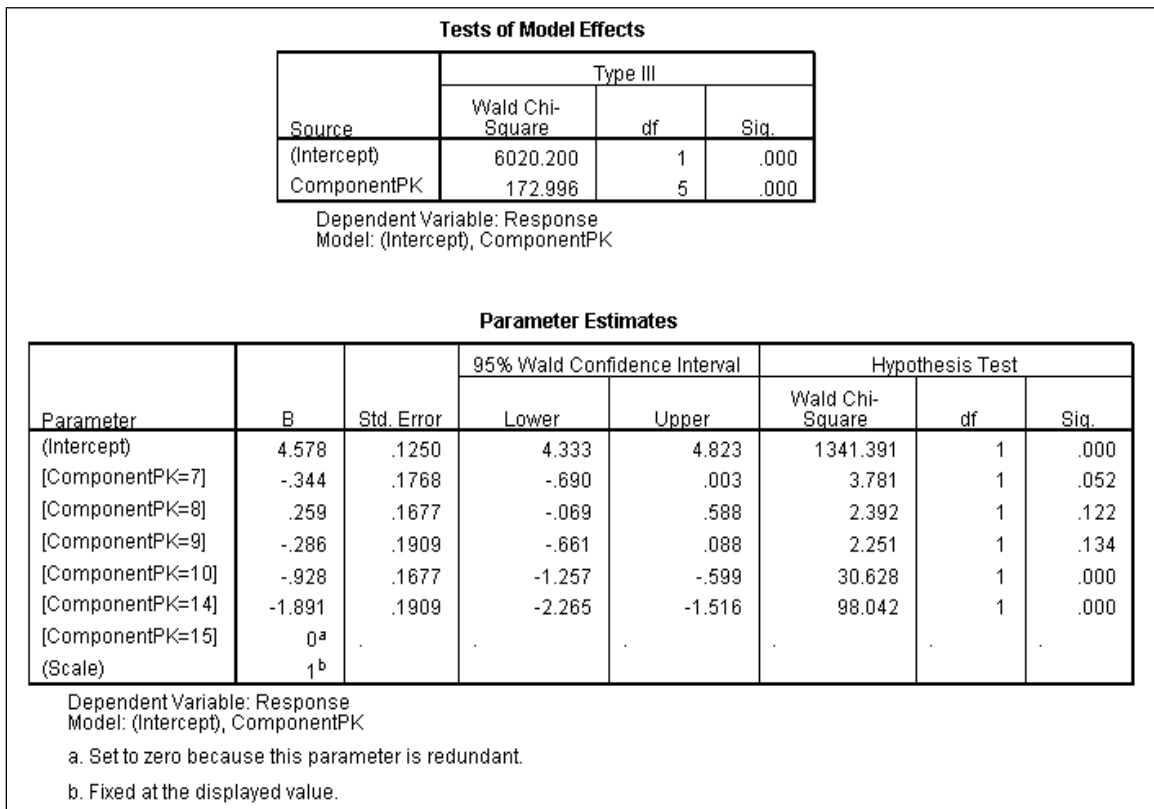 Tests of Model Effects
Type III
Source Wald Chi-Square df Sig.
(Intercept) 6020.200 1 .000
ComponentPK 172.996 5 .000
Dependent Variable: Response
Model: (Intercept), ComponentPK
Parameter Estimates
95% Wald Confidence Interval Hypothesis Test
Parameter B Std. Error Lower Upper Wald Chi-Square df Sig.
(Intercept) 4.578 .1250 4.333 4.823 1341.391 1 .000
[ComponentPK=7] -.344 .1768 -.690 .003 3.781 1 .052
[ComponentPK=8] .259 .1677 -.069 .588 2.392 1 .122
[ComponentPK=9] -.286 .1909 -.661 .088 2.251 1 .134
[ComponentPK=10] -.928 .1677 -1.257 -.599 30.628 1 .000
[ComponentPK=14] -1.891 .1909 -2.265 -1.516 98.042 1 .000
[ComponentPK=15] 0a . . . . . .
(Scale) 1b
Dependent Variable: Response
Model: (Intercept), ComponentPK
a. Set to zero because this parameter is redundant.
b. Fixed at the displayed value.